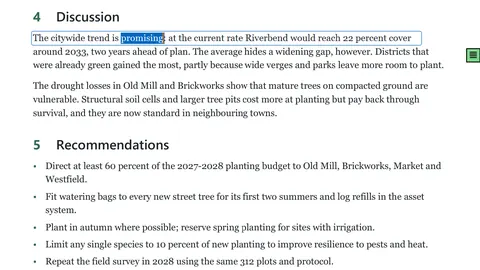 4 Discussion
The citywide trend is promising: at the current rate Riverbend would reach 22 percent cover
around 2033, two years ahead of plan. The average hides a widening gap, however. Districts that
were already green gained the most, partly because wide verges and parks leave more room to plant.
The drought losses in Old Mill and Brickworks show that mature trees on compacted ground are
vulnerable. Structural soil cells and larger tree pits cost more at planting but pay back through
survival, and they are now standard in neighbouring towns.
5 Recommendations
• Direct at least 60 percent of the 2027-2028 planting budget to Old Mill, Brickworks, Market and
Westfield.
• Fit watering bags to every new street tree for its first two summers and log refills in the asset
system.
• Plant in autumn where possible; reserve spring planting for sites with irrigation.
• Limit any single species to 10 percent of new planting to improve resilience to pests and heat.
• Repeat the field survey in 2028 using the same 312 plots and protocol.